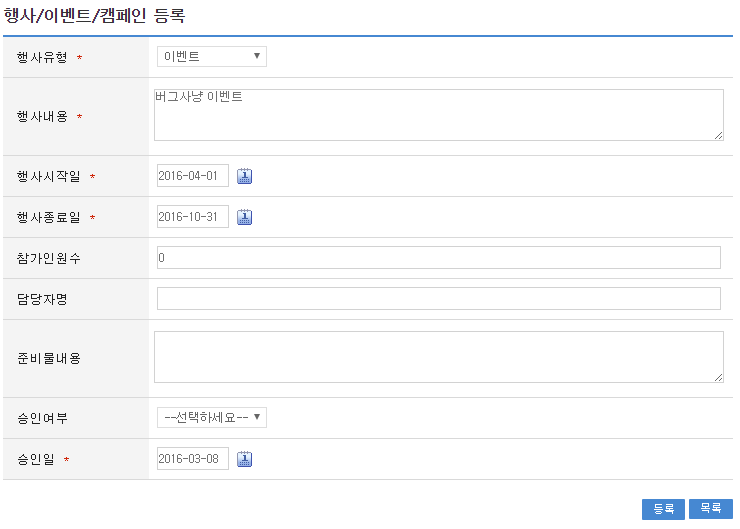 행사/이벤트/캠페인 등록
행사유형 * 이벤트
행사내용 * 버그사냥 이벤트
행사시작일 * 2016-04-01
행사종료일 * 2016-10-31
참가인원수 0
담당자명
준비물내용
승인여부 --선택하세요--
승인일 * 2016-03-08
등록 목록